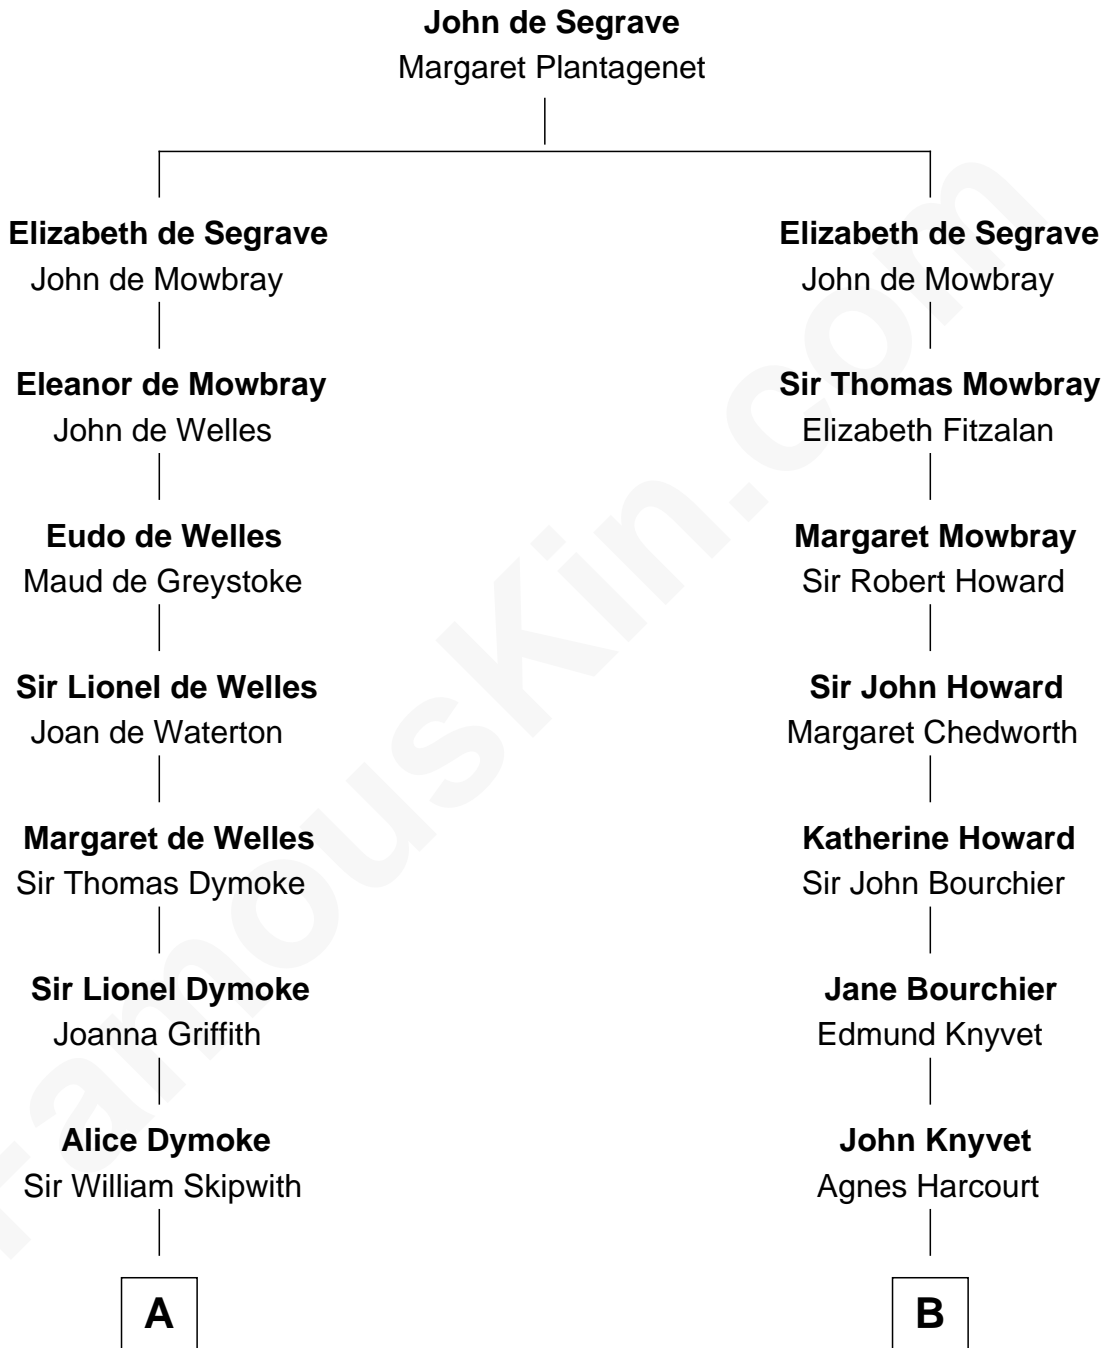 John de Segrave
Margaret Plantagenet
Elizabeth de Segrave
John de Mowbray
Eleanor de Mowbray
John de Welles
Eudo de Welles
Maud de Greystoke
Sir Lionel de Welles
Joan de Waterton
Margaret de Welles
Sir Thomas Dymoke
Sir Lionel Dymoke
Joanna Griffith
Alice Dymoke
Sir William Skipwith
A
Elizabeth de Segrave
John de Mowbray
Sir Thomas Mowbray
Elizabeth Fitzalan
Margaret Mowbray
Sir Robert Howard
Sir John Howard
Margaret Chedworth
Katherine Howard
Sir John Bourchier
Jane Bourchier
Edmund Knyvet
John Knyvet
Agnes Harcourt
B
FamousKin.com